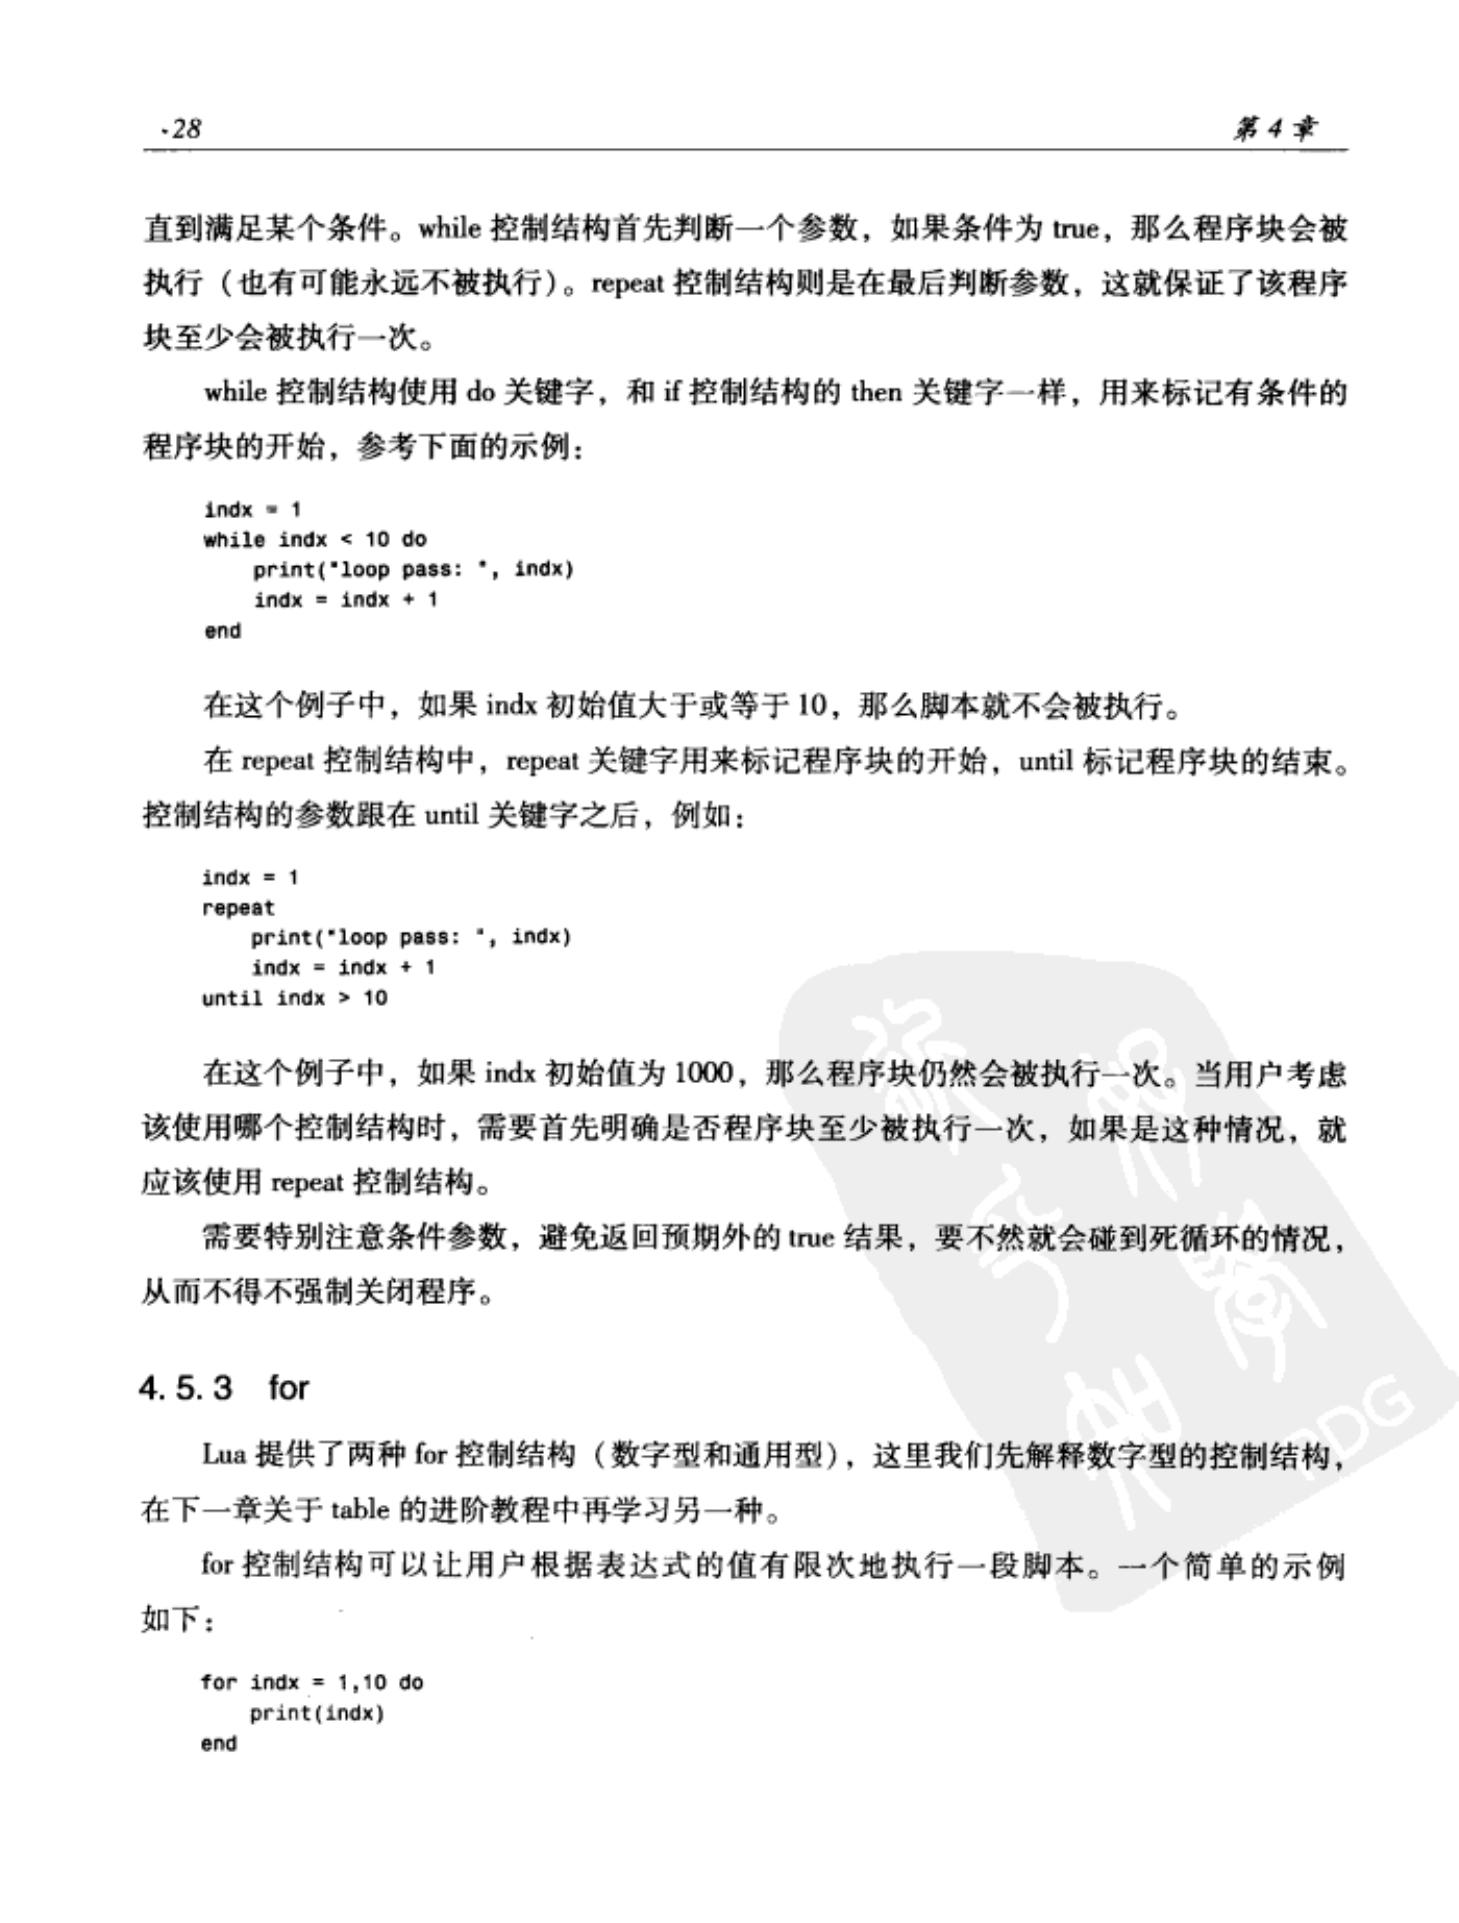 ·28
第 4 章
直到满足某个条件。while 控制结构首先判断一个参数，如果条件为 true，那么程序块会被
执行（也有可能永远不被执行）。repeat 控制结构则是在最后判断参数，这就保证了该程序
块至少会被执行一次。
while 控制结构使用 do 关键字，和 if 控制结构的 then 关键字一样，用来标记有条件的
程序块的开始，参考下面的示例：
indx = 1
while indx < 10 do
print("loop pass: ", indx)
indx = indx + 1
end
在这个例子中，如果 indx 初始值大于或等于 10，那么脚本就不会被执行。
在 repeat 控制结构中，repeat 关键字用来标记程序块的开始，until 标记程序块的结束。
控制结构的参数跟在 until 关键字之后，例如：
indx = 1
repeat
print("loop pass: ", indx)
indx = indx + 1
until indx > 10
在这个例子中，如果 indx 初始值为 1000，那么程序块仍然会被执行一次。当用户考虑
该使用哪个控制结构时，需要首先明确是否程序块至少被执行一次，如果是这种情况，就
应该使用 repeat 控制结构。
需要特别注意条件参数，避免返回预期外的 true 结果，要不然就会碰到死循环的情况，
从而不得不强制关闭程序。
4. 5. 3 for
Lua 提供了两种 for 控制结构（数字型和通用型），这里我们先解释数字型的控制结构，
在下一章关于 table 的进阶教程中再学习另一种。
for 控制结构可以让用户根据表达式的值有限次地执行一段脚本。一个简单的示例
如下：
for indx = 1,10 do
print(indx)
end
PDG